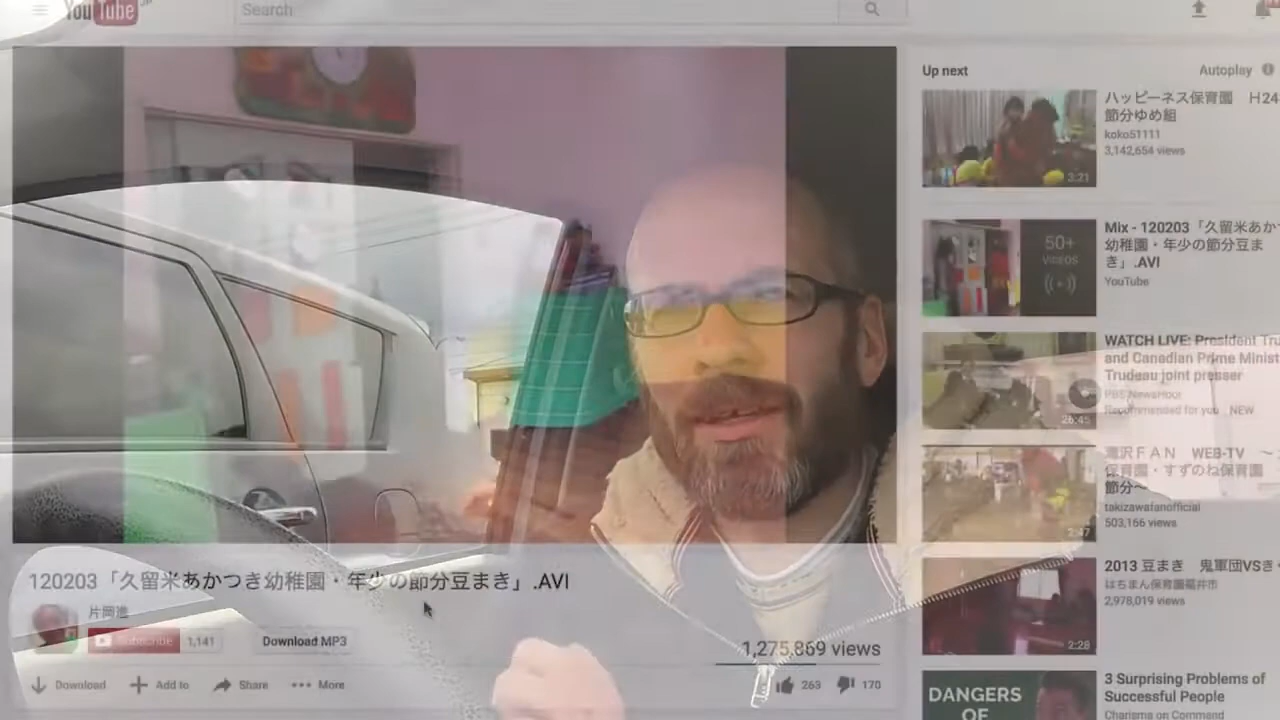 YouTube JP
Search
Up next
Autoplay
ハッピーネス保育園 H24
節分ゆめ組
koko51111
3,142,654 views
3:21
Mix - 120203「久留米あかつ
幼稚園・年少の節分豆ま
き」.AVI
YouTube
50+
VIDEOS
WATCH LIVE: President Tru
and Canadian Prime Minist
Trudeau joint presser
PBS NewsHour
Recommended for you NEW
26:45
滝沢ＦＡＮ WEB-TV ～
保育園・すずのね保育園
節分～
takizawafanofficial
503,166 views
2:47
2013 豆まき 鬼軍団VSき
はちまん保育園福井市
2,978,019 views
2:28
3 Surprising Problems of
Successful People
Charisma on Command
DANGERS
OF
120203「久留米あかつき幼稚園・年少の節分豆まき」.AVI
片岡進
Subscribe 1,141
Download MP3
1,275,869 views
Download Add to Share More
263 170